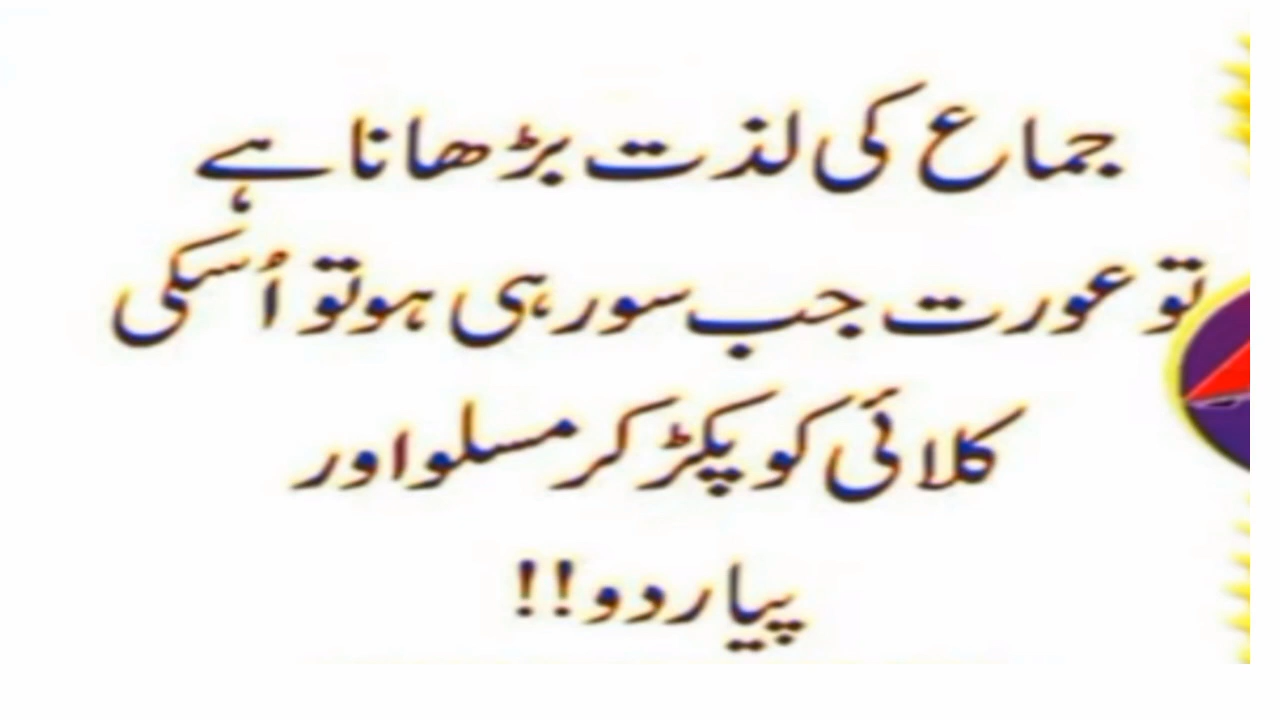 جماع کی لذت بڑھانا ہے
تو عورت جب سو رہی ہو تو اُسکی
کلائی کو پکڑ کر مسلو اور
پیار دو!!